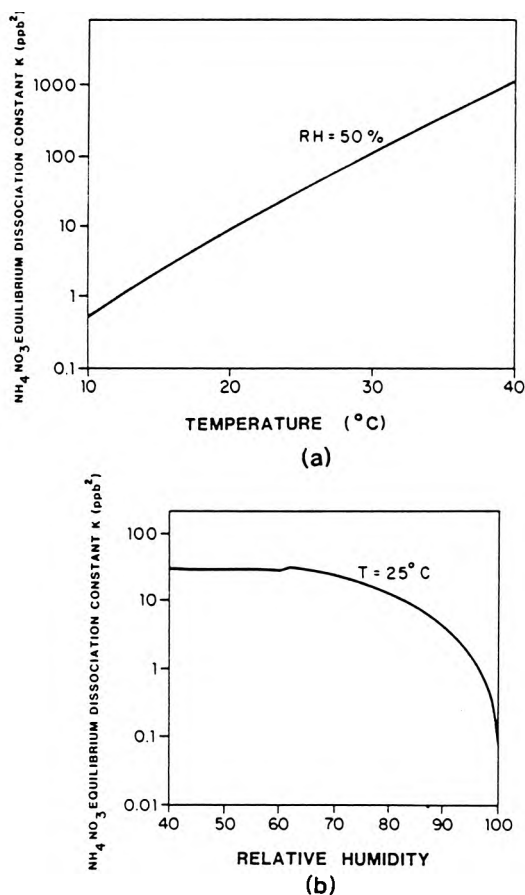 NH4NO3 EQUILIBRIUM DISSOCIATION CONSTANT K (ppb²)
1000
100
10
1
0.1
RH = 50 %
10
20
30
40
TEMPERATURE (°C)
(a)
NH4NO3 EQUILIBRIUM DISSOCIATION CONSTANT K (ppb²)
100
10
1
0.1
0.01
T = 25° C
40
50
60
70
80
90
100
RELATIVE HUMIDITY
(b)